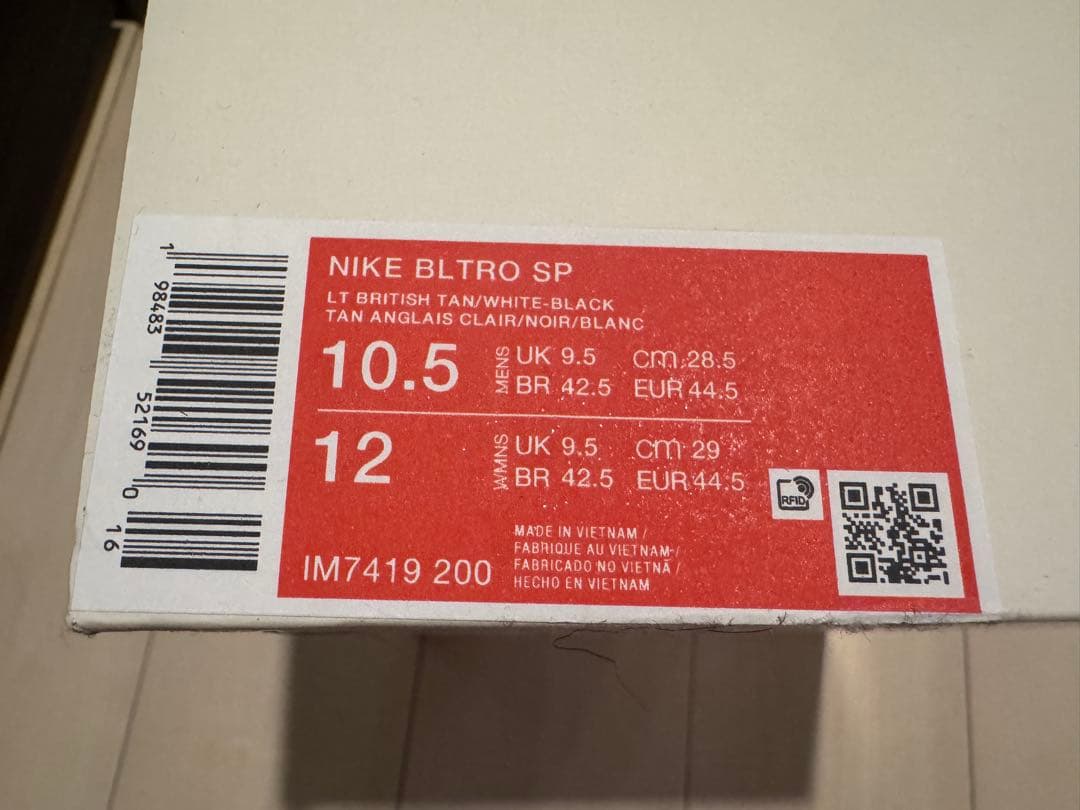 NIKE BLTRO SP
LT BRITISH TAN/WHITE-BLACK
TAN ANGLAIS CLAIR/NOIR/BLANC
10.5 MENS UK 9.5 cm 28.5
BR 42.5 EUR 44.5
12 WMNS UK 9.5 cm 29
BR 42.5 EUR 44.5
RFID
IM7419 200
MADE IN VIETNAM /
FABRIQUE AU VIETNAM /
FABRICADO NO VIETNÃ /
HECHO EN VIETNAM
1 98483 52169 0 16